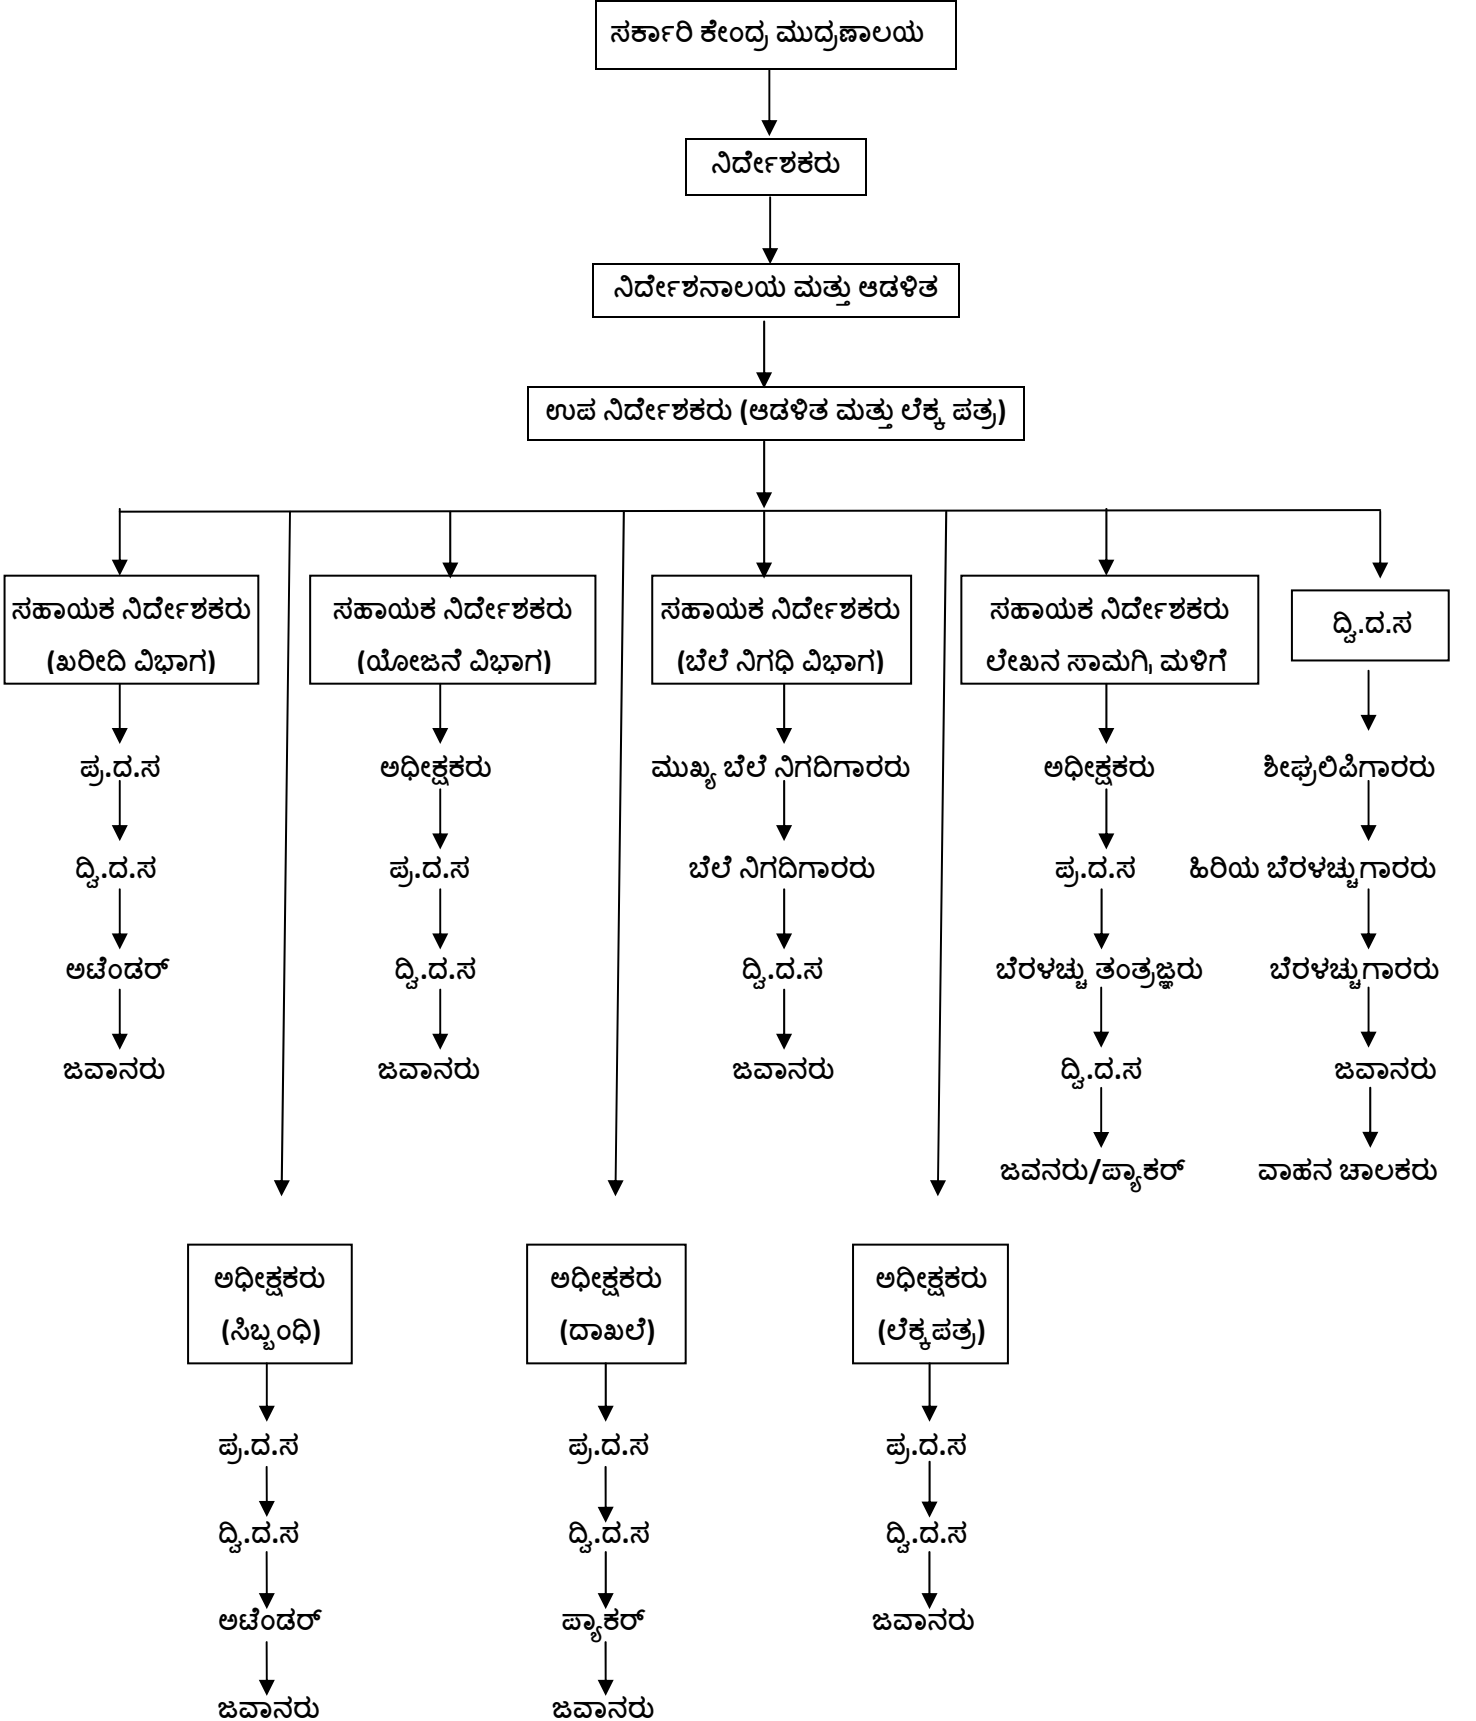 ಸರ್ಕಾರಿ ಕೇಂದ್ರ ಮುದ್ರಣಾಲಯ
ನಿರ್ದೇಶಕರು
ನಿರ್ದೇಶನಾಲಯ ಮತ್ತು ಆಡಳಿತ
ಉಪ ನಿರ್ದೇಶಕರು (ಆಡಳಿತ ಮತ್ತು ಲೆಕ್ಕ ಪತ್ರ)
ಸಹಾಯಕ ನಿರ್ದೇಶಕರು
(ಖರೀದಿ ವಿಭಾಗ)
ಪ್ರ.ದ.ಸ
ದ್ವಿ.ದ.ಸ
ಅಟೆಂಡರ್
ಜವಾನರು
ಸಹಾಯಕ ನಿರ್ದೇಶಕರು
(ಯೋಜನೆ ವಿಭಾಗ)
ಅಧೀಕ್ಷಕರು
ಪ್ರ.ದ.ಸ
ದ್ವಿ.ದ.ಸ
ಜವಾನರು
ಸಹಾಯಕ ನಿರ್ದೇಶಕರು
(ಬೆಲೆ ನಿಗಧಿ ವಿಭಾಗ)
ಮುಖ್ಯ ಬೆಲೆ ನಿಗದಿಗಾರರು
ಬೆಲೆ ನಿಗದಿಗಾರರು
ದ್ವಿ.ದ.ಸ
ಜವಾನರು
ಸಹಾಯಕ ನಿರ್ದೇಶಕರು
ಲೇಖನ ಸಾಮಗ್ರಿ ಮಳಿಗೆ
ಅಧೀಕ್ಷಕರು
ಪ್ರ.ದ.ಸ
ಬೆರಳಚ್ಚು ತಂತ್ರಜ್ಞರು
ದ್ವಿ.ದ.ಸ
ಜವನರು/ಪ್ಯಾಕರ್
ದ್ವಿ.ದ.ಸ
ಶೀಘ್ರಲಿಪಿಗಾರರು
ಹಿರಿಯ ಬೆರಳಚ್ಚುಗಾರರು
ಬೆರಳಚ್ಚುಗಾರರು
ಜವಾನರು
ವಾಹನ ಚಾಲಕರು
ಅಧೀಕ್ಷಕರು
(ಸಿಬ್ಬಂಧಿ)
ಪ್ರ.ದ.ಸ
ದ್ವಿ.ದ.ಸ
ಅಟೆಂಡರ್
ಜವಾನರು
ಅಧೀಕ್ಷಕರು
(ದಾಖಲೆ)
ಪ್ರ.ದ.ಸ
ದ್ವಿ.ದ.ಸ
ಪ್ಯಾಕರ್
ಜವಾನರು
ಅಧೀಕ್ಷಕರು
(ಲೆಕ್ಕಪತ್ರ)
ಪ್ರ.ದ.ಸ
ದ್ವಿ.ದ.ಸ
ಜವಾನರು